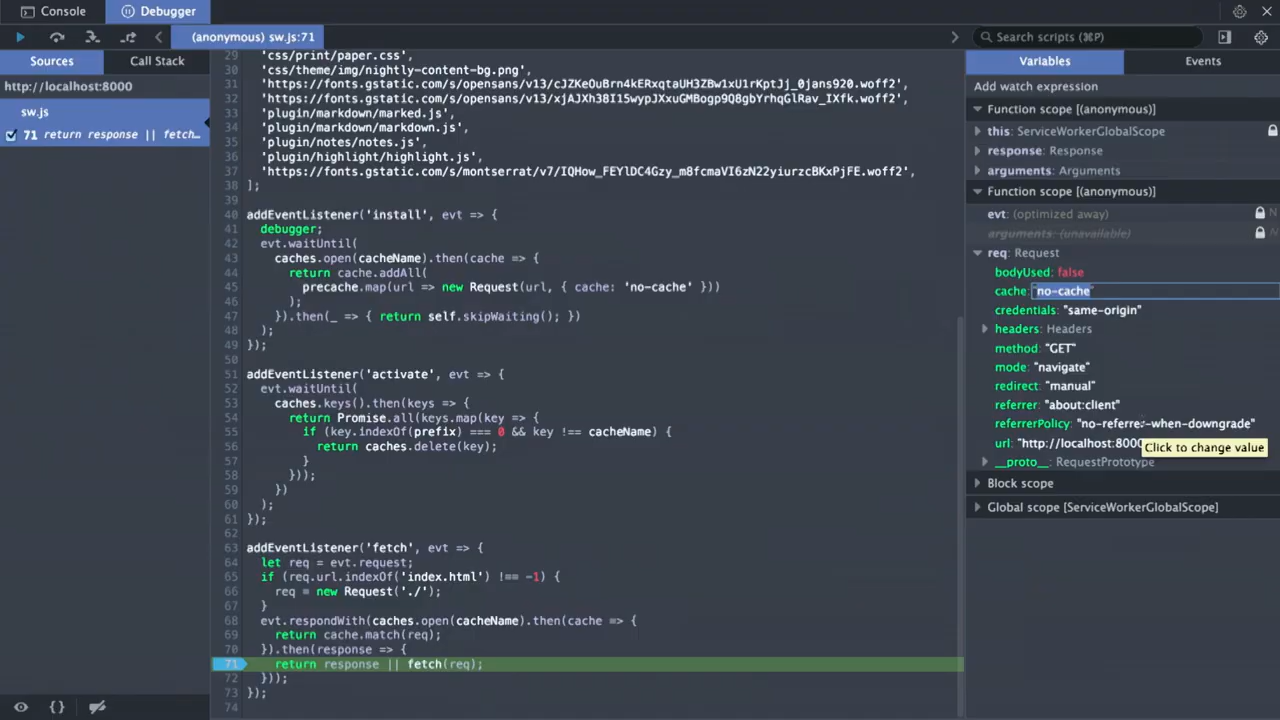 Console
Debugger
(anonymous) sw.js:71
Search scripts (⌘P)
Sources
Call Stack
Variables
Events
http://localhost:8000
sw.js
71 return response || fetch…
29 'css/print/paper.css',
30 'css/theme/img/nightly-content-bg.png',
31 'https://fonts.gstatic.com/s/opensans/v13/cJZKeOuBrn4kERxqtaUH3ZBw1xU1rKptJj_0jans920.woff2',
32 'https://fonts.gstatic.com/s/opensans/v13/xjAJXh38I15wypJXxuGMBogp9Q8gbYrhqGlRav_IXfk.woff2',
33 'plugin/markdown/marked.js',
34 'plugin/markdown/markdown.js',
35 'plugin/notes/notes.js',
36 'plugin/highlight/highlight.js',
37 'https://fonts.gstatic.com/s/montserrat/v7/IQHow_FEYlDC4Gzy_m8fcmaVI6zN22yiurzcBKxPjFE.woff2',
38 ];
39
40 addEventListener('install', evt => {
41 debugger;
42 evt.waitUntil(
43 caches.open(cacheName).then(cache => {
44 return cache.addAll(
45 precache.map(url => new Request(url, { cache: 'no-cache' }))
46 );
47 }).then(_ => { return self.skipWaiting(); })
48 );
49 });
50
51 addEventListener('activate', evt => {
52 evt.waitUntil(
53 caches.keys().then(keys => {
54 return Promise.all(keys.map(key => {
55 if (key.indexOf(prefix) === 0 && key !== cacheName) {
56 return caches.delete(key);
57 }
58 }));
59 })
60 );
61 });
62
63 addEventListener('fetch', evt => {
64 let req = evt.request;
65 if (req.url.indexOf('index.html') !== -1) {
66 req = new Request('./');
67 }
68 evt.respondWith(caches.open(cacheName).then(cache => {
69 return cache.match(req);
70 }).then(response => {
71 return response || fetch(req);
72 }));
73 });
74
Add watch expression
Function scope [(anonymous)]
this: ServiceWorkerGlobalScope
response: Response
arguments: Arguments
Function scope [(anonymous)]
evt: (optimized away)
arguments: (unavailable)
req: Request
bodyUsed: false
cache: "no-cache"
credentials: "same-origin"
headers: Headers
method: "GET"
mode: "navigate"
redirect: "manual"
referrer: "about:client"
referrerPolicy: "no-referrer-when-downgrade"
url: "http://localhost:8000
Click to change value
__proto__: RequestPrototype
Block scope
Global scope [ServiceWorkerGlobalScope]